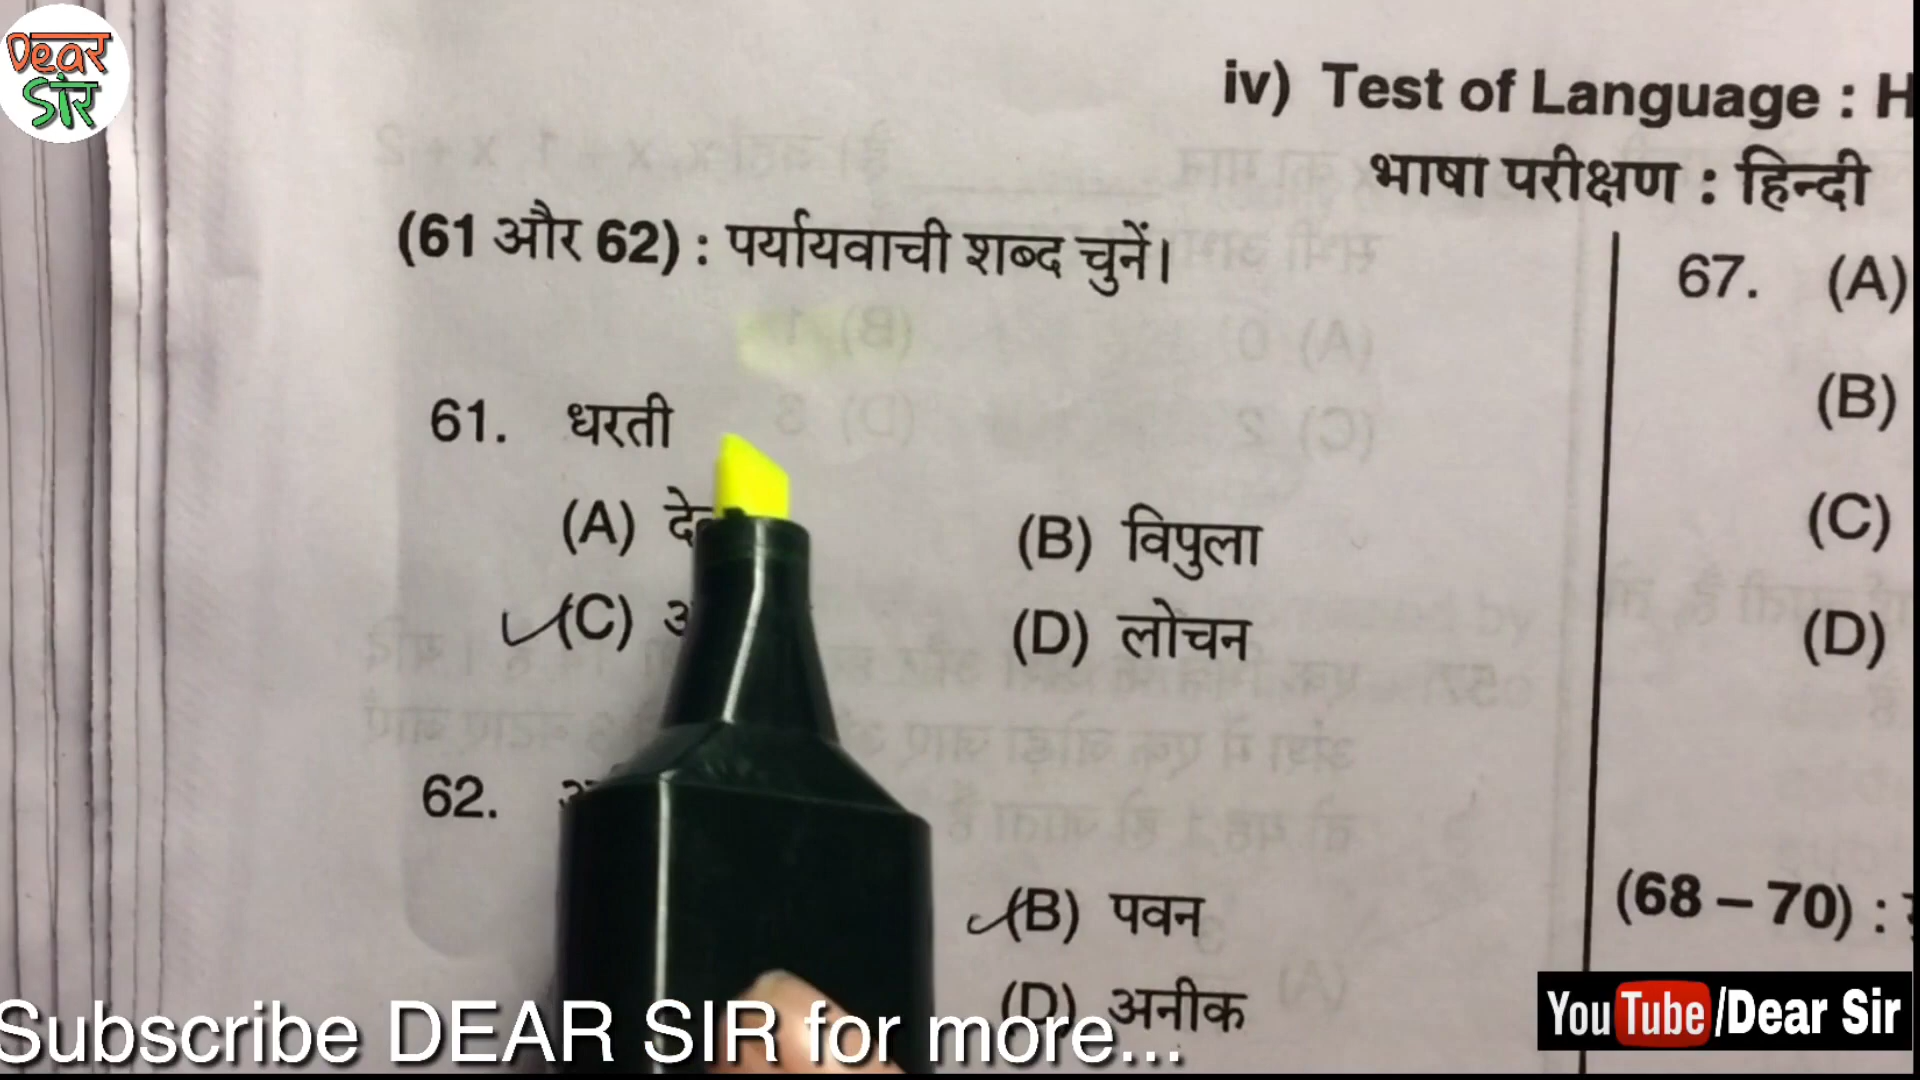 Dear
Sir
iv) Test of Language : H
भाषा परीक्षण : हिन्दी
(61 और 62) : पर्यायवाची शब्द चुनें।
61. धरती
(A)
(B) विपुला
(C)
(D) लोचन
62.
(B) पवन
(D) अनीक
67. (A)
(B)
(C)
(D)
(68 – 70) :
Subscribe DEAR SIR for more...
YouTube/Dear Sir